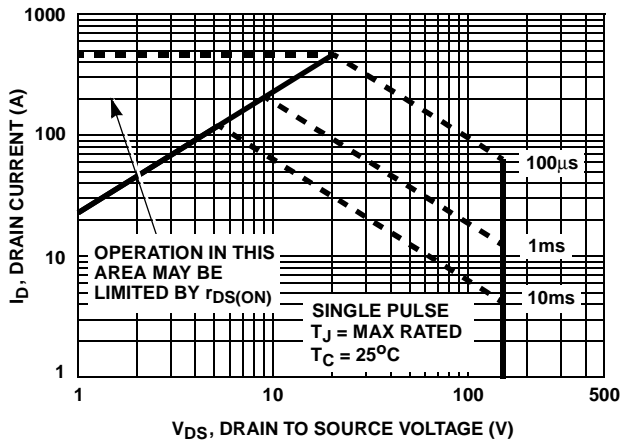 1000
100
10
1
I_D, DRAIN CURRENT (A)
100µs
1ms
10ms
OPERATION IN THIS
AREA MAY BE
LIMITED BY r_DS(ON)
SINGLE PULSE
T_J = MAX RATED
T_C = 25°C
1
10
100
500
V_DS, DRAIN TO SOURCE VOLTAGE (V)